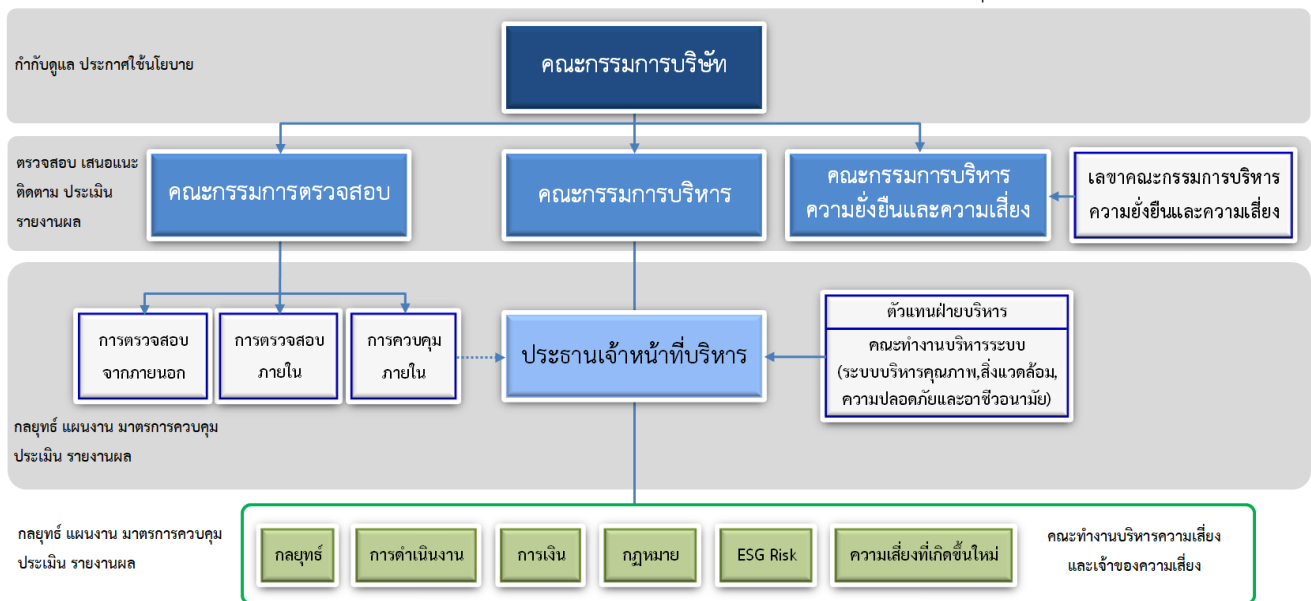 กำกับดูแล ประกาศใช้นโยบาย
คณะกรรมการบริษัท
ตรวจสอบ เสนอแนะ
ติดตาม ประเมิน
รายงานผล
คณะกรรมการตรวจสอบ
คณะกรรมการบริหาร
คณะกรรมการบริหาร
ความยั่งยืนและความเสี่ยง
เลขาคณะกรรมการบริหาร
ความยั่งยืนและความเสี่ยง
การตรวจสอบ
จากภายนอก
การตรวจสอบ
ภายใน
การควบคุม
ภายใน
ประธานเจ้าหน้าที่บริหาร
ตัวแทนฝ่ายบริหาร
คณะทำงานบริหารระบบ
(ระบบบริหารคุณภาพ,สิ่งแวดล้อม,
ความปลอดภัยและอาชีวอนามัย)
กลยุทธ์ แผนงาน มาตรการควบคุม
ประเมิน รายงานผล
กลยุทธ์ แผนงาน มาตรการควบคุม
ประเมิน รายงานผล
กลยุทธ์
การดำเนินงาน
การเงิน
กฎหมาย
ESG Risk
ความเสี่ยงที่เกิดขึ้นใหม่
คณะทำงานบริหารความเสี่ยง
และเจ้าของความเสี่ยง